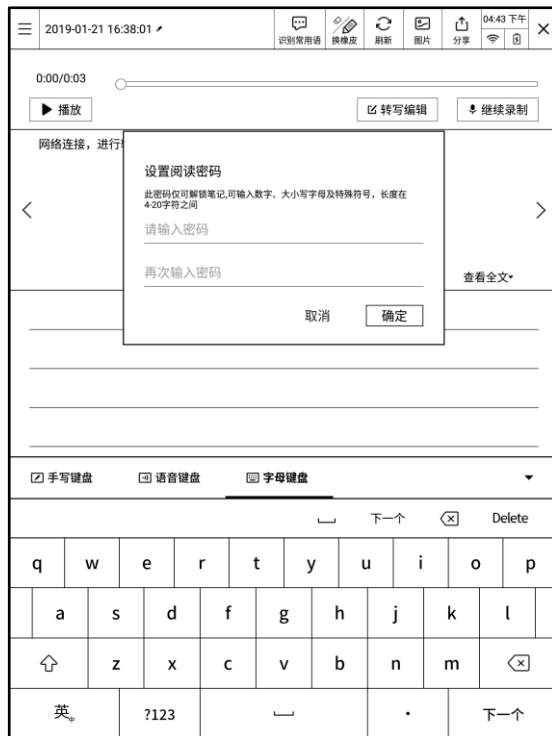 2019-01-21 16:38:01
识别常用语
换橡皮
刷新
图片
分享
04:43 下午
0:00/0:03
播放
转写编辑
继续录制
网络连接，进行
设置阅读密码
此密码仅可解锁笔记,可输入数字、大小写字母及特殊符号，长度在
4-20字符之间
请输入密码
再次输入密码
查看全文
取消
确定
手写键盘
语音键盘
字母键盘
下一个
Delete
q w e r t y u i o p
a s d f g h j k l
z x c v b n m
英中
?123
.
下一个